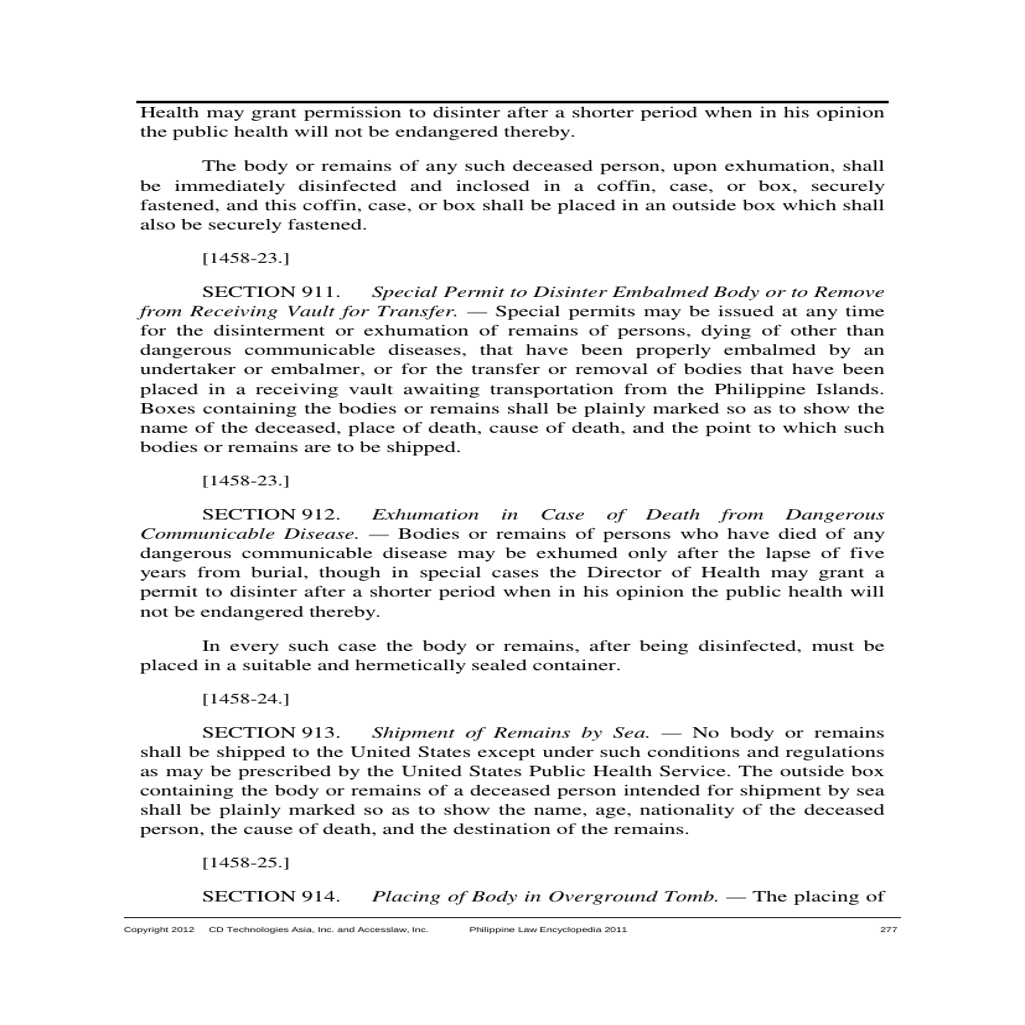 Health may grant permission to disinter after a shorter period when in his opinion
the public health will not be endangered thereby.
The body or remains of any such deceased person, upon exhumation, shall
be immediately disinfected and inclosed in a coffin, case, or box, securely
fastened, and this coffin, case, or box shall be placed in an outside box which shall
also be securely fastened.
[1458-23.]
SECTION 911. Special Permit to Disinter Embalmed Body or to Remove
from Receiving Vault for Transfer. — Special permits may be issued at any time
for the disinterment or exhumation of remains of persons, dying of other than
dangerous communicable diseases, that have been properly embalmed by an
undertaker or embalmer, or for the transfer or removal of bodies that have been
placed in a receiving vault awaiting transportation from the Philippine Islands.
Boxes containing the bodies or remains shall be plainly marked so as to show the
name of the deceased, place of death, cause of death, and the point to which such
bodies or remains are to be shipped.
[1458-23.]
SECTION 912. Exhumation in Case of Death from Dangerous
Communicable Disease. — Bodies or remains of persons who have died of any
dangerous communicable disease may be exhumed only after the lapse of five
years from burial, though in special cases the Director of Health may grant a
permit to disinter after a shorter period when in his opinion the public health will
not be endangered thereby.
In every such case the body or remains, after being disinfected, must be
placed in a suitable and hermetically sealed container.
[1458-24.]
SECTION 913. Shipment of Remains by Sea. — No body or remains
shall be shipped to the United States except under such conditions and regulations
as may be prescribed by the United States Public Health Service. The outside box
containing the body or remains of a deceased person intended for shipment by sea
shall be plainly marked so as to show the name, age, nationality of the deceased
person, the cause of death, and the destination of the remains.
[1458-25.]
SECTION 914. Placing of Body in Overground Tomb. — The placing of
Copyright 2012 CD Technologies Asia, Inc. and Accesslaw, Inc. Philippine Law Encyclopedia 2011 277